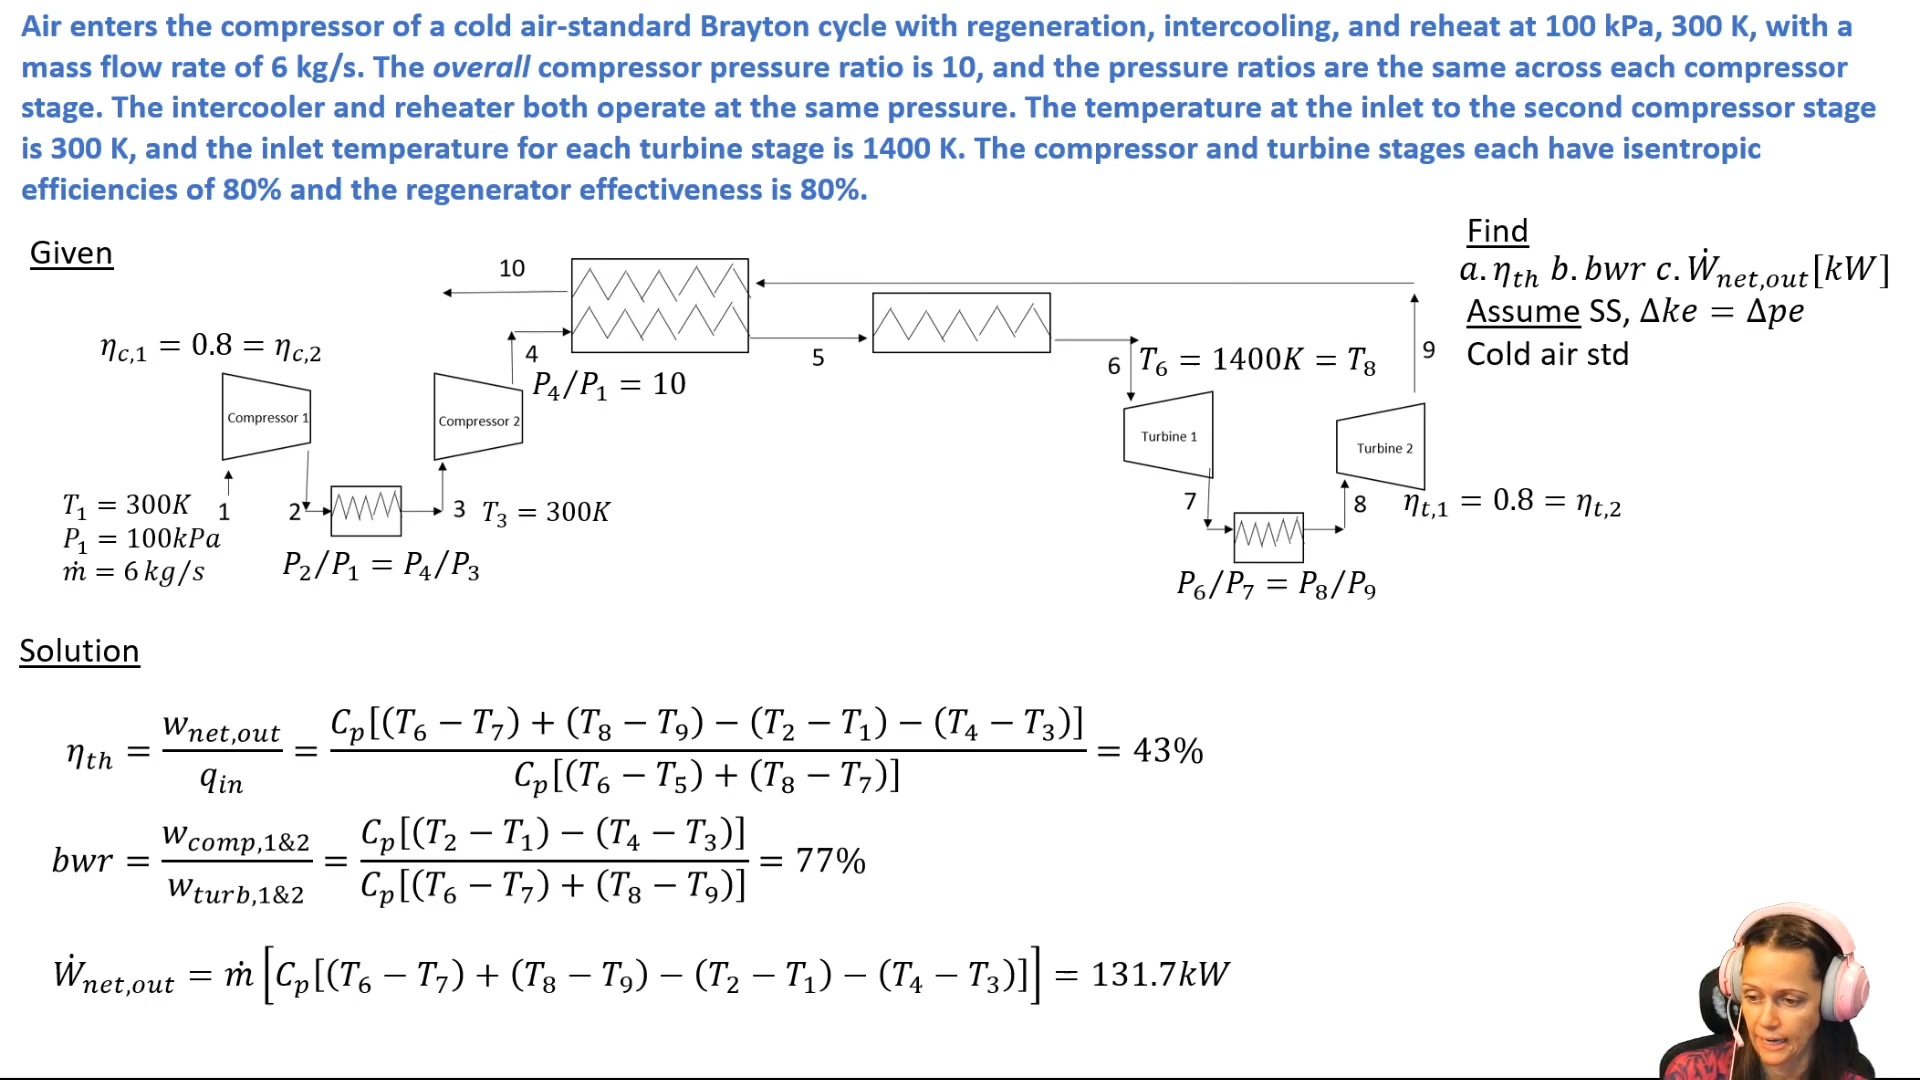 Air enters the compressor of a cold air-standard Brayton cycle with regeneration, intercooling, and reheat at 100 kPa, 300 K, with a
mass flow rate of 6 kg/s. The overall compressor pressure ratio is 10, and the pressure ratios are the same across each compressor
stage. The intercooler and reheater both operate at the same pressure. The temperature at the inlet to the second compressor stage
is 300 K, and the inlet temperature for each turbine stage is 1400 K. The compressor and turbine stages each have isentropic
efficiencies of 80% and the regenerator effectiveness is 80%.
Given
Find
a. η_th b. bwr c. Ẇ_net,out[kW]
Assume SS, Δke = Δpe
Cold air std
10
η_c,1 = 0.8 = η_c,2
4
5
P_4/P_1 = 10
6
T_6 = 1400K = T_8
9
Compressor 1
Compressor 2
Turbine 1
Turbine 2
T_1 = 300K
P_1 = 100kPa
ṁ = 6 kg/s
1
2
3
T_3 = 300K
P_2/P_1 = P_4/P_3
7
8
η_t,1 = 0.8 = η_t,2
P_6/P_7 = P_8/P_9
Solution
η_th = w_net,out / q_in = C_p[(T_6 − T_7) + (T_8 − T_9) − (T_2 − T_1) − (T_4 − T_3)] / C_p[(T_6 − T_5) + (T_8 − T_7)] = 43%
bwr = w_comp,1&2 / w_turb,1&2 = C_p[(T_2 − T_1) − (T_4 − T_3)] / C_p[(T_6 − T_7) + (T_8 − T_9)] = 77%
Ẇ_net,out = ṁ [C_p[(T_6 − T_7) + (T_8 − T_9) − (T_2 − T_1) − (T_4 − T_3)]] = 131.7kW